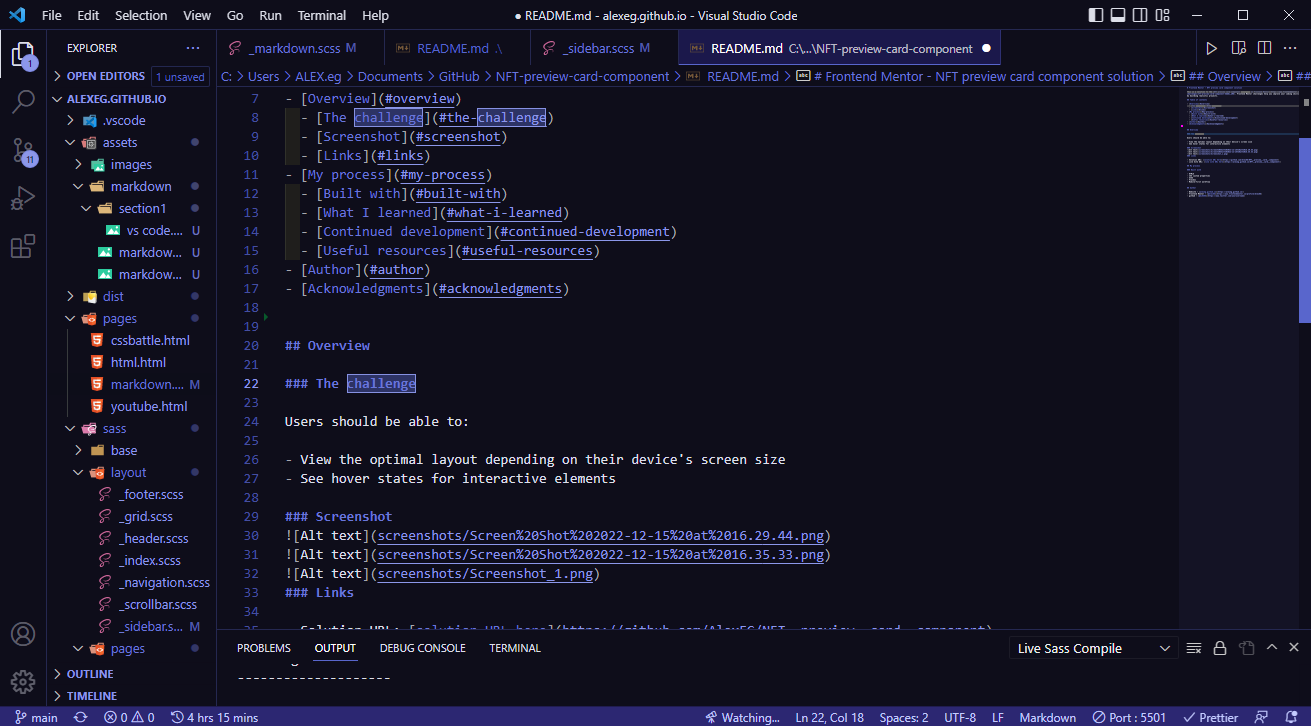 File Edit Selection View Go Run Terminal Help
● README.md - alexeg.github.io - Visual Studio Code
EXPLORER ···
_markdown.scss M
README.md .\
_sidebar.scss M
README.md C:\...\NFT-preview-card-component ●
1
11
OPEN EDITORS 1 unsaved
C: > Users > ALEX.eg > Documents > GitHub > NFT-preview-card-component > README.md > # Frontend Mentor - NFT preview card component solution > ## Overview > ##
ALEXEG.GITHUB.IO
.vscode
assets
images
markdown
section1
vs code.... U
markdow... U
markdow... U
dist
pages
cssbattle.html
html.html
markdown.... M
youtube.html
sass
base
layout
_footer.scss
_grid.scss
_header.scss
_index.scss
_navigation.scss
_scrollbar.scss
_sidebar.s... M
pages
OUTLINE
TIMELINE
7 - [Overview](#overview)
8 - [The challenge](#the-challenge)
9 - [Screenshot](#screenshot)
10 - [Links](#links)
11 - [My process](#my-process)
12 - [Built with](#built-with)
13 - [What I learned](#what-i-learned)
14 - [Continued development](#continued-development)
15 - [Useful resources](#useful-resources)
16 - [Author](#author)
17 - [Acknowledgments](#acknowledgments)
18
19
20 ## Overview
21
22 ### The challenge
23
24 Users should be able to:
25
26 - View the optimal layout depending on their device's screen size
27 - See hover states for interactive elements
28
29 ### Screenshot
30 ![Alt text](screenshots/Screen%20Shot%202022-12-15%20at%2016.29.44.png)
31 ![Alt text](screenshots/Screen%20Shot%202022-12-15%20at%2016.35.33.png)
32 ![Alt text](screenshots/Screenshot_1.png)
33 ### Links
34
PROBLEMS OUTPUT DEBUG CONSOLE TERMINAL
Live Sass Compile
--------------------
main 0 0 4 hrs 15 mins
Watching... Ln 22, Col 18 Spaces: 2 UTF-8 LF Markdown Port : 5501 Prettier